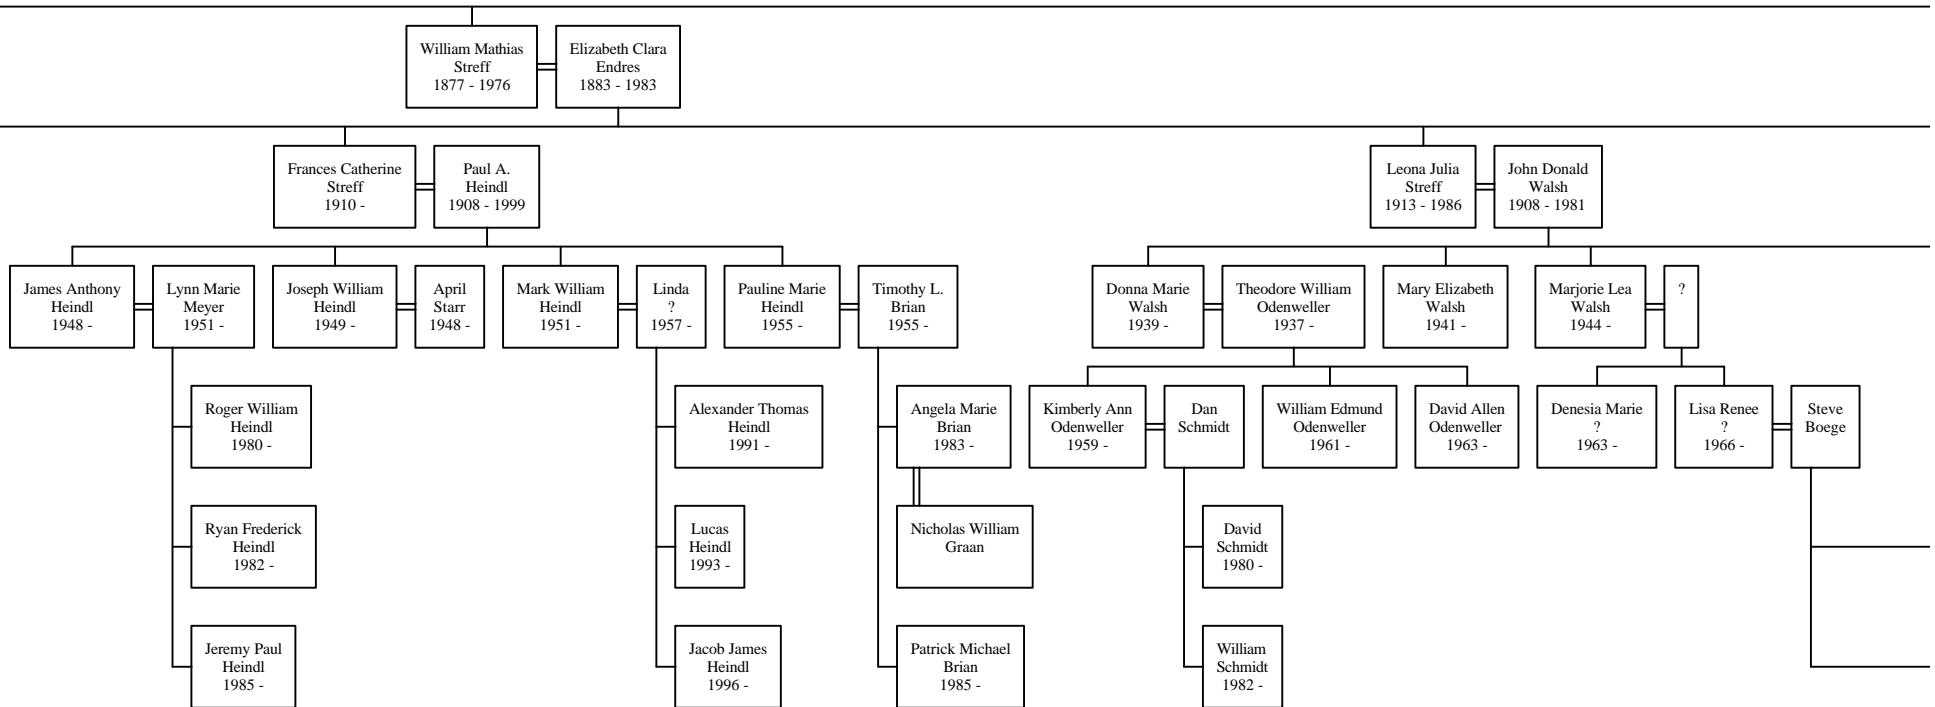 William Mathias
Streff
1877 - 1976
Elizabeth Clara
Endres
1883 - 1983
Frances Catherine
Streff
1910 -
Paul A.
Heindl
1908 - 1999
Leona Julia
Streff
1913 - 1986
John Donald
Walsh
1908 - 1981
James Anthony
Heindl
1948 -
Lynn Marie
Meyer
1951 -
Joseph William
Heindl
1949 -
April
Starr
1948 -
Mark William
Heindl
1951 -
Linda
?
1957 -
Pauline Marie
Heindl
1955 -
Timothy L.
Brian
1955 -
Donna Marie
Walsh
1939 -
Theodore William
Odenweller
1937 -
Mary Elizabeth
Walsh
1941 -
Marjorie Lea
Walsh
1944 -
?
Roger William
Heindl
1980 -
Alexander Thomas
Heindl
1991 -
Angela Marie
Brian
1983 -
Kimberly Ann
Odenweller
1959 -
Dan
Schmidt
William Edmund
Odenweller
1961 -
David Allen
Odenweller
1963 -
Denesia Marie
?
1963 -
Lisa Renee
?
1966 -
Steve
Boege
Ryan Frederick
Heindl
1982 -
Lucas
Heindl
1993 -
Nicholas William
Graan
David
Schmidt
1980 -
Jeremy Paul
Heindl
1985 -
Jacob James
Heindl
1996 -
Patrick Michael
Brian
1985 -
William
Schmidt
1982 -